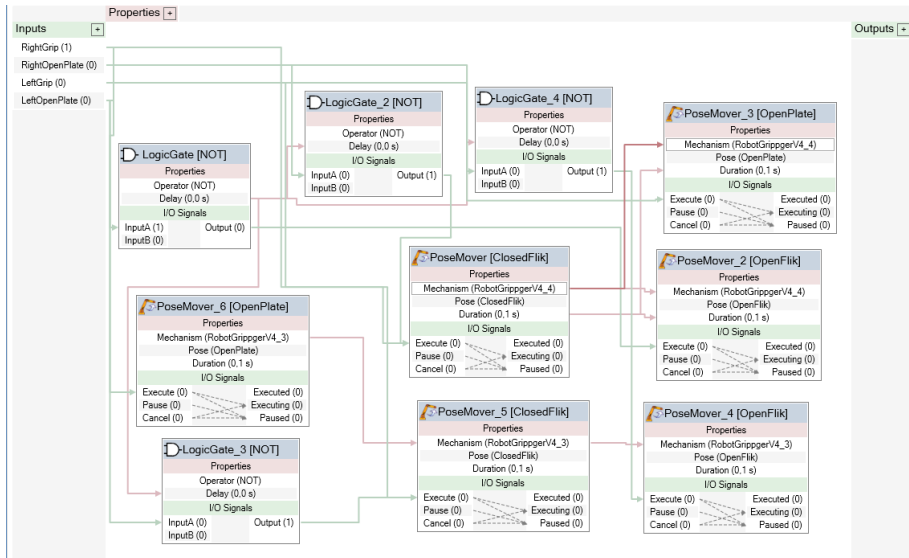 Properties +
Inputs +
Outputs +
RightGrip (1)
RightOpenPlate (0)
LeftGrip (0)
LeftOpenPlate (0)
LogicGate_2 [NOT]
Properties
Operator (NOT)
Delay (0,0 s)
I/O Signals
InputA (0) Output (1)
InputB (0)
LogicGate_4 [NOT]
Properties
Operator (NOT)
Delay (0,0 s)
I/O Signals
InputA (0) Output (1)
InputB (0)
PoseMover_3 [OpenPlate]
Properties
Mechanism (RobotGrippgerV4_4)
Pose (OpenPlate)
Duration (0,1 s)
I/O Signals
Execute (0) Executed (0)
Pause (0) Executing (0)
Cancel (0) Paused (0)
LogicGate [NOT]
Properties
Operator (NOT)
Delay (0,0 s)
I/O Signals
InputA (1) Output (0)
InputB (0)
PoseMover [ClosedFlik]
Properties
Mechanism (RobotGrippgerV4_4)
Pose (ClosedFlik)
Duration (0,1 s)
I/O Signals
Execute (0) Executed (0)
Pause (0) Executing (0)
Cancel (0) Paused (0)
PoseMover_2 [OpenFlik]
Properties
Mechanism (RobotGrippgerV4_4)
Pose (OpenFlik)
Duration (0,1 s)
I/O Signals
Execute (0) Executed (0)
Pause (0) Executing (0)
Cancel (0) Paused (0)
PoseMover_6 [OpenPlate]
Properties
Mechanism (RobotGrippgerV4_3)
Pose (OpenPlate)
Duration (0,1 s)
I/O Signals
Execute (0) Executed (0)
Pause (0) Executing (0)
Cancel (0) Paused (0)
PoseMover_5 [ClosedFlik]
Properties
Mechanism (RobotGrippgerV4_3)
Pose (ClosedFlik)
Duration (0,1 s)
I/O Signals
Execute (0) Executed (0)
Pause (0) Executing (0)
Cancel (0) Paused (0)
PoseMover_4 [OpenFlik]
Properties
Mechanism (RobotGrippgerV4_3)
Pose (OpenFlik)
Duration (0,1 s)
I/O Signals
Execute (0) Executed (0)
Pause (0) Executing (0)
Cancel (0) Paused (0)
LogicGate_3 [NOT]
Properties
Operator (NOT)
Delay (0,0 s)
I/O Signals
InputA (0) Output (1)
InputB (0)